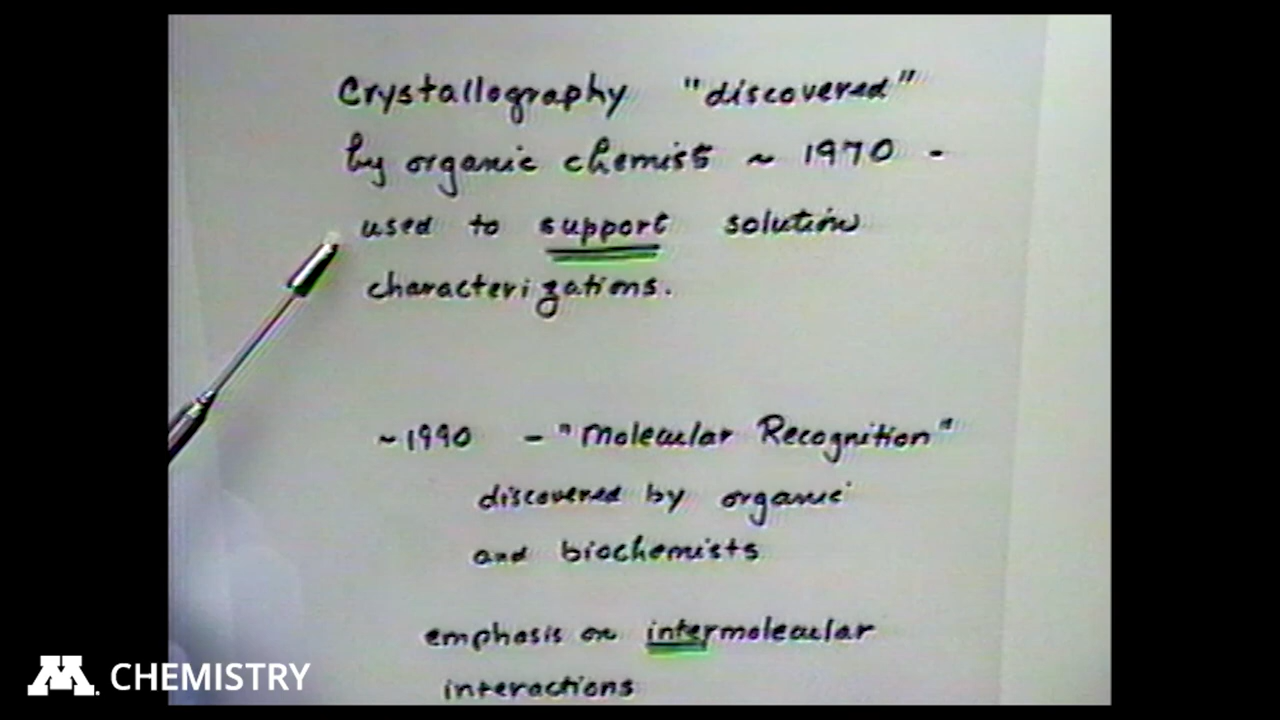 Crystallography "discovered"
by organic chemists ~ 1970 -
used to support solution
characterizations.
~1990 - "Molecular Recognition"
discovered by organic
and biochemists
emphasis on intermolecular
interactions
M. CHEMISTRY